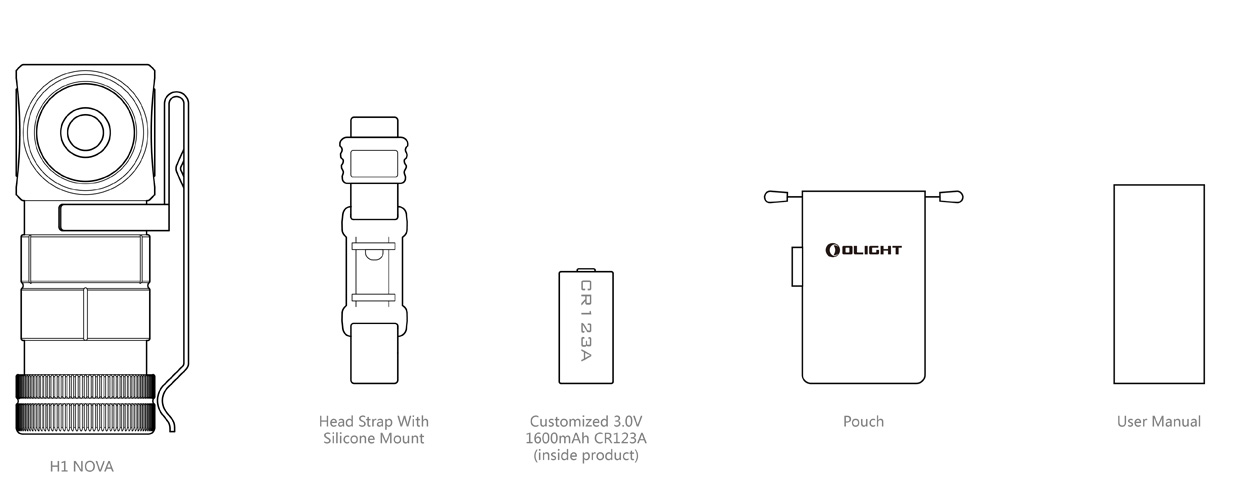 OLIGHT
CR123A
H1 NOVA
Head Strap With
Silicone Mount
Customized 3.0V
1600mAh CR123A
(inside product)
Pouch
User Manual